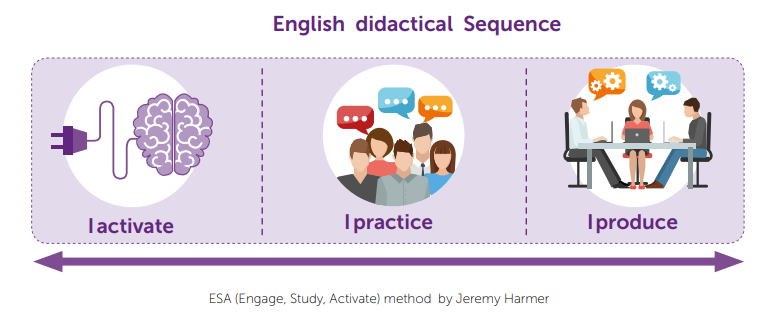 English didactical Sequence
I activate
I practice
I produce
ESA (Engage, Study, Activate) method by Jeremy Harmer